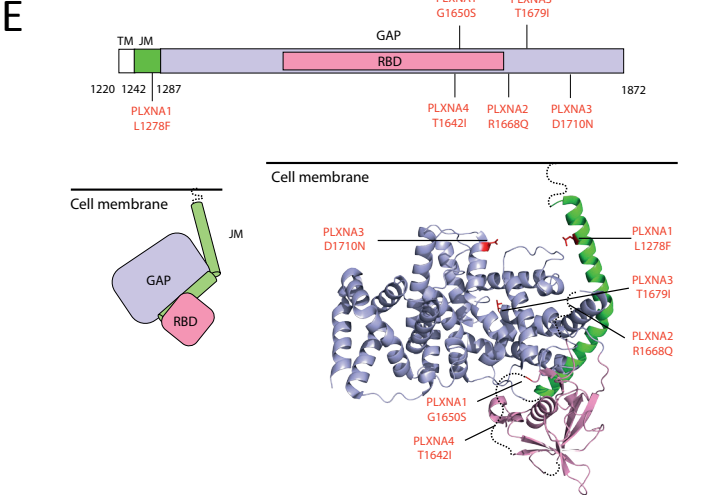 E
G1650S
T1679I
GAP
TM JM
RBD
1220 1242 1287
1872
PLXNA1
L1278F
PLXNA4
T1642I
PLXNA2
R1668Q
PLXNA3
D1710N
Cell membrane
JM
GAP
RBD
Cell membrane
PLXNA3
D1710N
PLXNA1
L1278F
PLXNA3
T1679I
PLXNA2
R1668Q
PLXNA1
G1650S
PLXNA4
T1642I